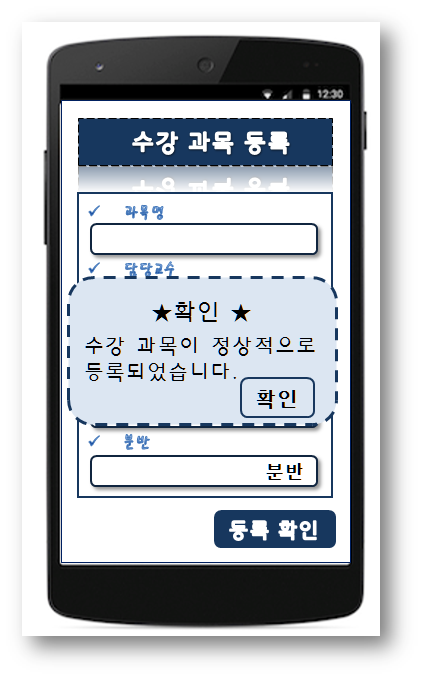 12:30
수강 과목 등록
✓ 과목명
✓ 담당교수
★확인 ★
수강 과목이 정상적으로
등록되었습니다.
확인
✓ 분반
분반
등록 확인